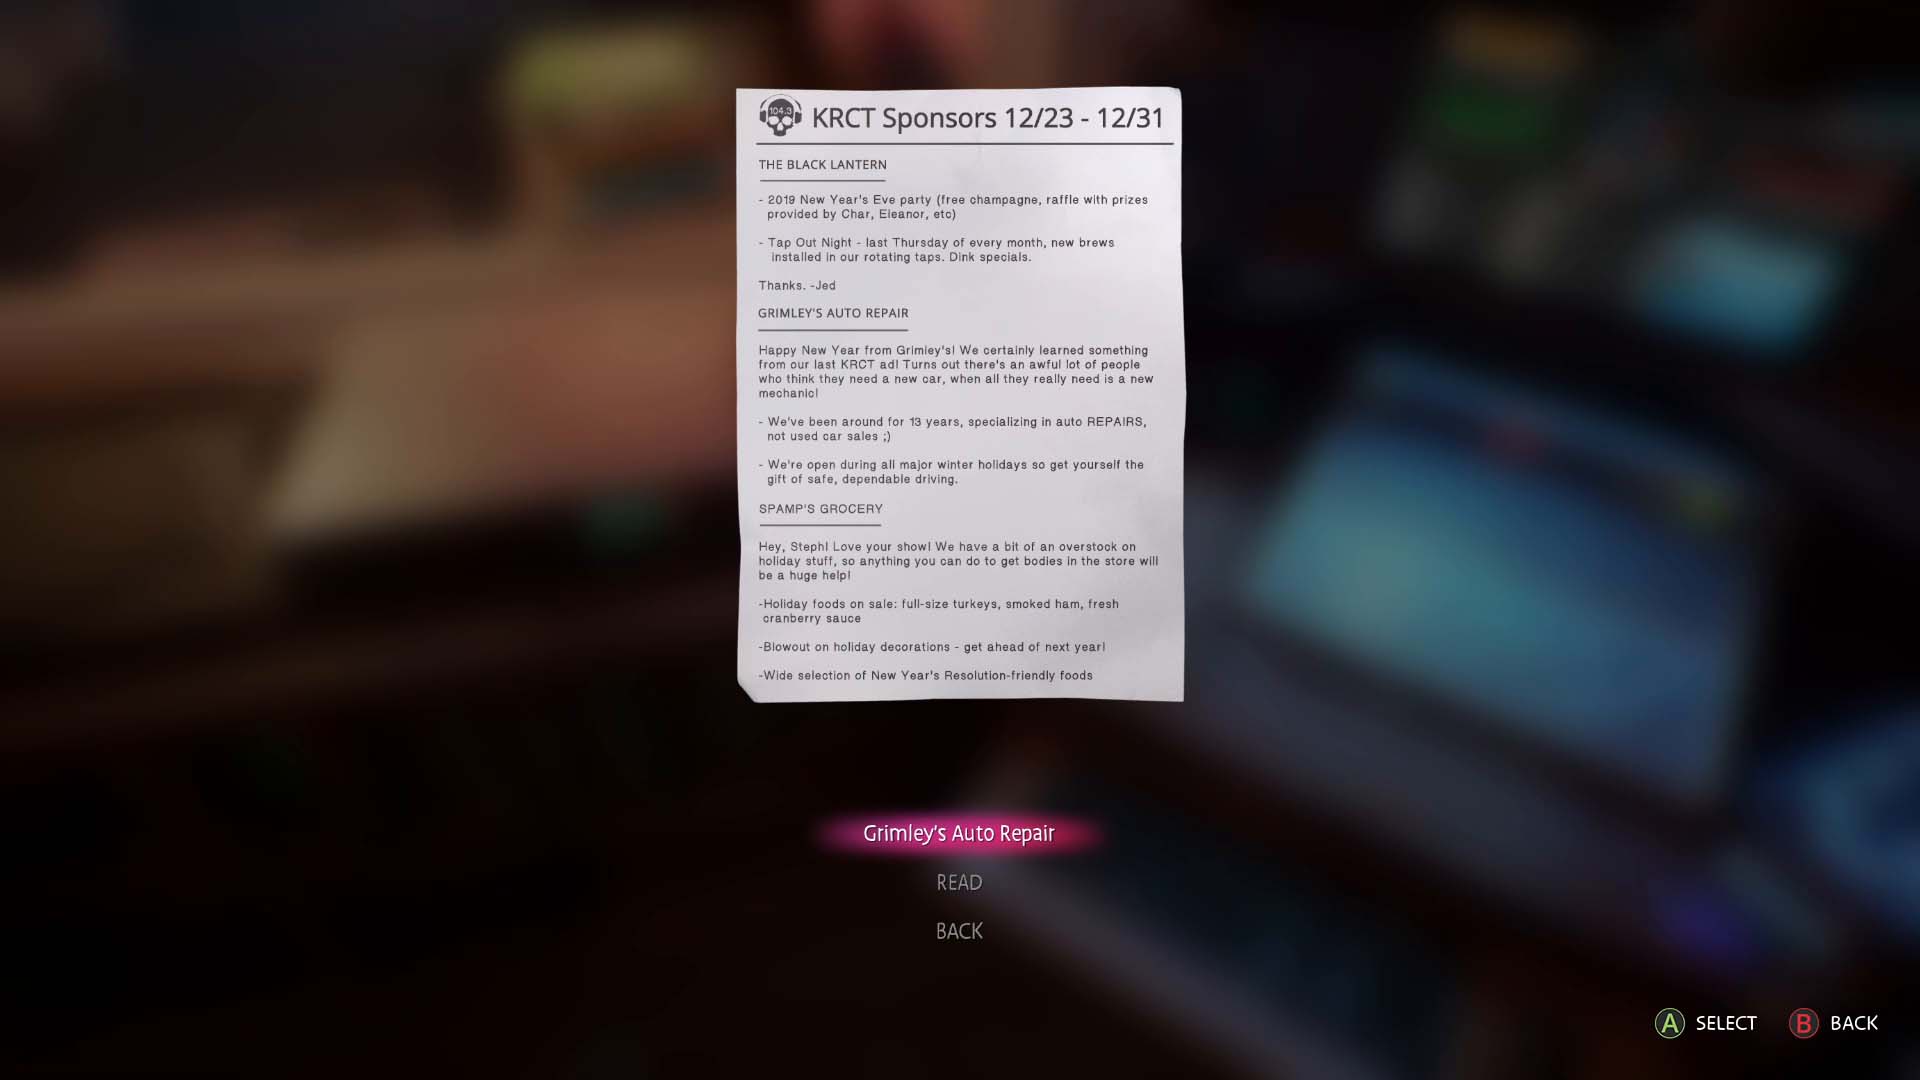 104.3
KRCT Sponsors 12/23 - 12/31
THE BLACK LANTERN
- 2019 New Year's Eve party (free champagne, raffle with prizes
provided by Char, Eleanor, etc)
- Tap Out Night - last Thursday of every month, new brews
installed in our rotating taps. Dink specials.
Thanks. -Jed
GRIMLEY'S AUTO REPAIR
Happy New Year from Grimley's! We certainly learned something
from our last KRCT ad! Turns out there's an awful lot of people
who think they need a new car, when all they really need is a new
mechanic!
- We've been around for 13 years, specializing in auto REPAIRS,
not used car sales ;)
- We're open during all major winter holidays so get yourself the
gift of safe, dependable driving.
SPAMP'S GROCERY
Hey, Steph! Love your show! We have a bit of an overstock on
holiday stuff, so anything you can do to get bodies in the store will
be a huge help!
-Holiday foods on sale: full-size turkeys, smoked ham, fresh
cranberry sauce
-Blowout on holiday decorations - get ahead of next year!
-Wide selection of New Year's Resolution-friendly foods
Grimley's Auto Repair
READ
BACK
A SELECT B BACK